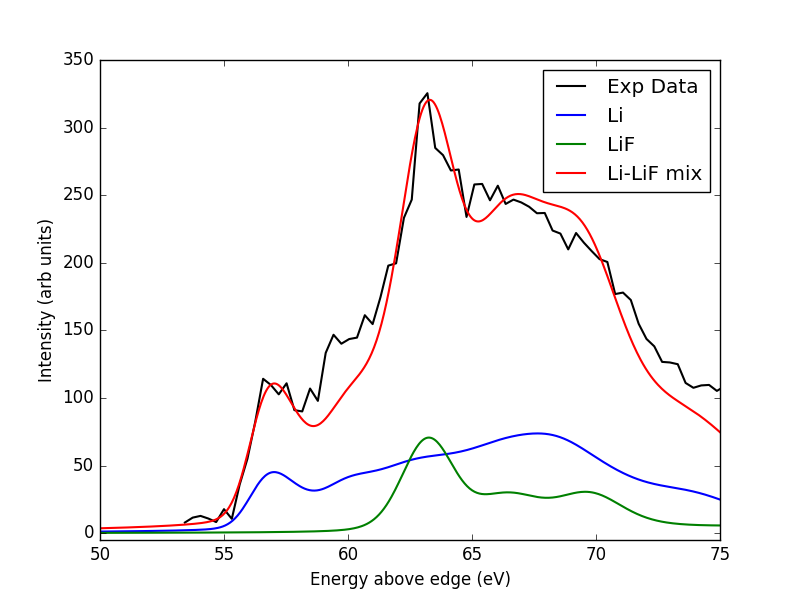 350
300
250
200
150
100
50
0
50 55 60 65 70 75
Intensity (arb units)
Energy above edge (eV)
Exp Data
Li
LiF
Li-LiF mix